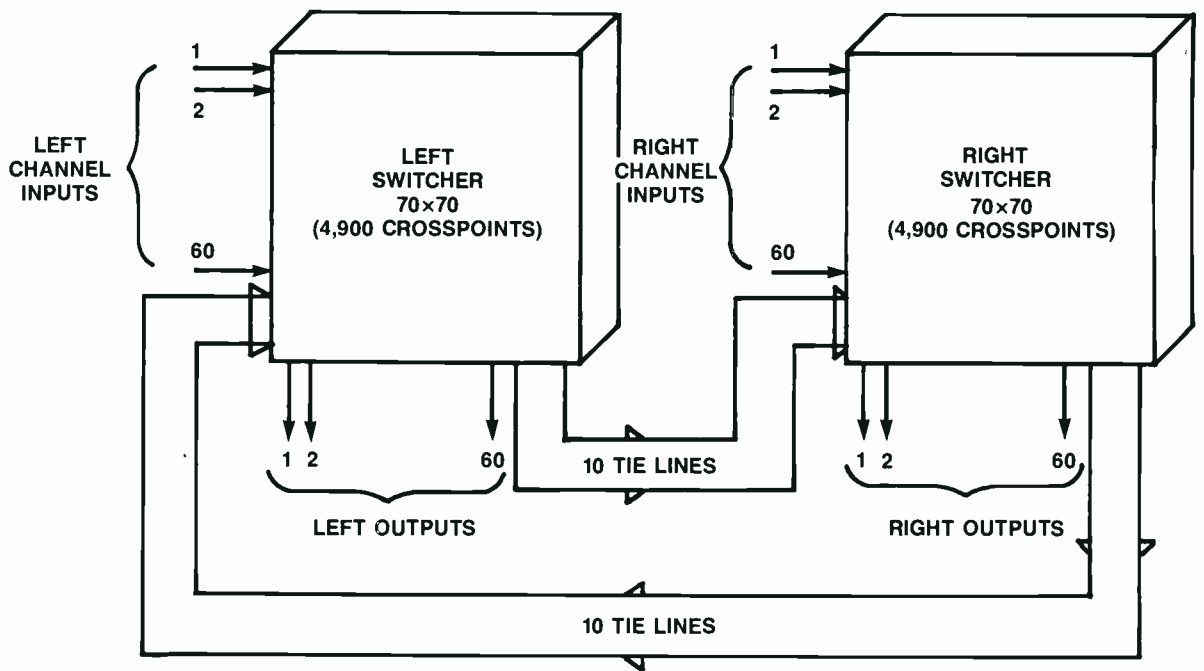 1
2
LEFT
CHANNEL
INPUTS
60
LEFT
SWITCHER
70×70
(4,900 CROSSPOINTS)
1
2
RIGHT
CHANNEL
INPUTS
60
RIGHT
SWITCHER
70×70
(4,900 CROSSPOINTS)
1 2 60
LEFT OUTPUTS
10 TIE LINES
1 2 60
RIGHT OUTPUTS
10 TIE LINES